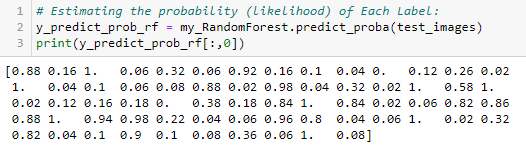 1 # Estimating the probability (likelihood) of Each Label:
2 y_predict_prob_rf = my_RandomForest.predict_proba(test_images)
3 print(y_predict_prob_rf[:,0])
[0.88 0.16 1.   0.06 0.32 0.06 0.92 0.16 0.1  0.04 0.   0.12 0.26 0.02
 1.   0.04 0.1  0.06 0.08 0.88 0.02 0.98 0.04 0.32 0.02 1.   0.58 1.
 0.02 0.12 0.16 0.18 0.   0.38 0.18 0.84 1.   0.84 0.02 0.06 0.82 0.86
 0.88 1.   0.94 0.98 0.22 0.04 0.06 0.96 0.8  0.04 0.06 1.   0.02 0.32
 0.82 0.04 0.1  0.9  0.1  0.08 0.36 0.06 1.   0.08]